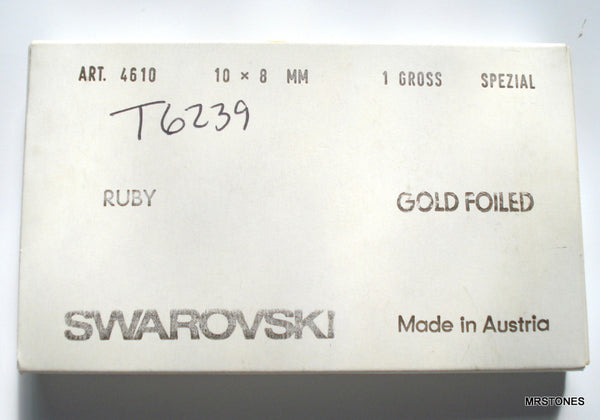 ART. 4610 10 × 8 MM 1 GROSS SPEZIAL
T6239
RUBY GOLD FOILED
SWAROVSKI Made in Austria
MRSTONES